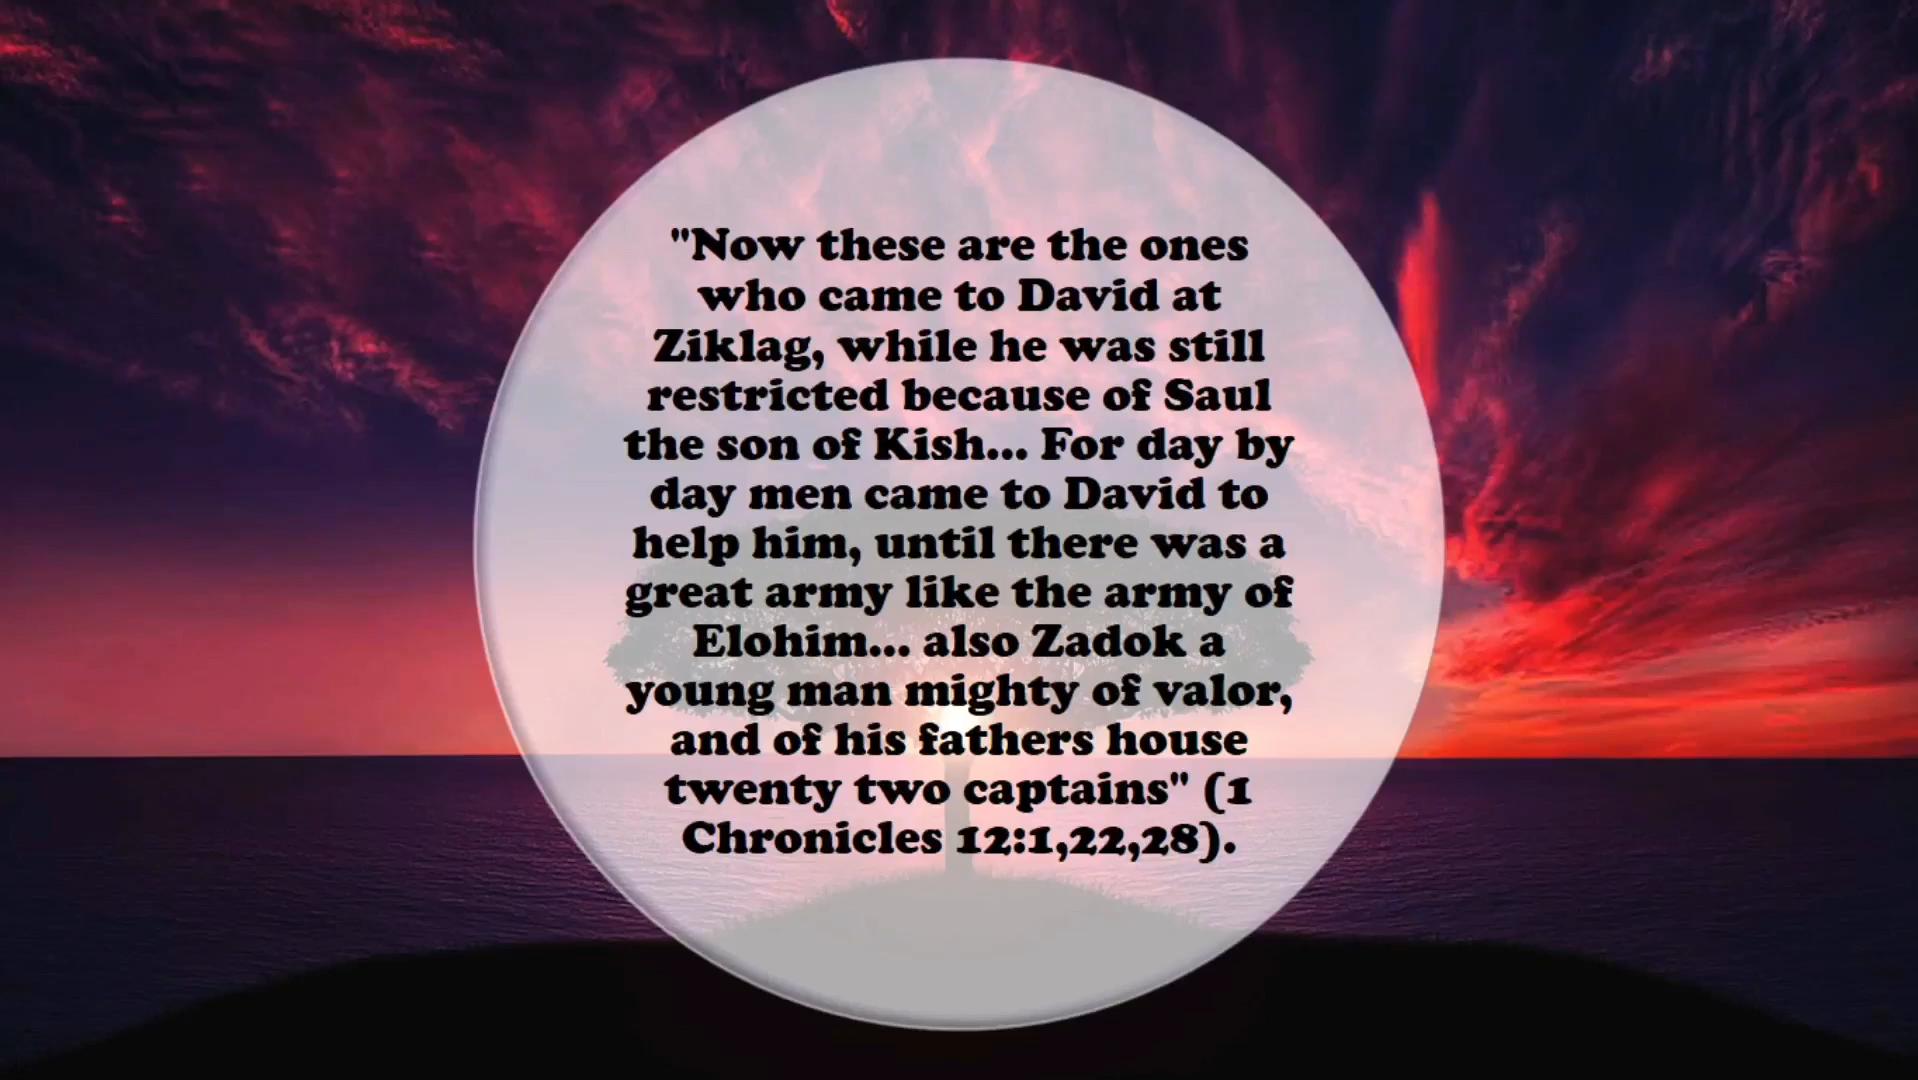 "Now these are the ones
who came to David at
Ziklag, while he was still
restricted because of Saul
the son of Kish... For day by
day men came to David to
help him, until there was a
great army like the army of
Elohim... also Zadok a
young man mighty of valor,
and of his fathers house
twenty two captains" (1
Chronicles 12:1,22,28).